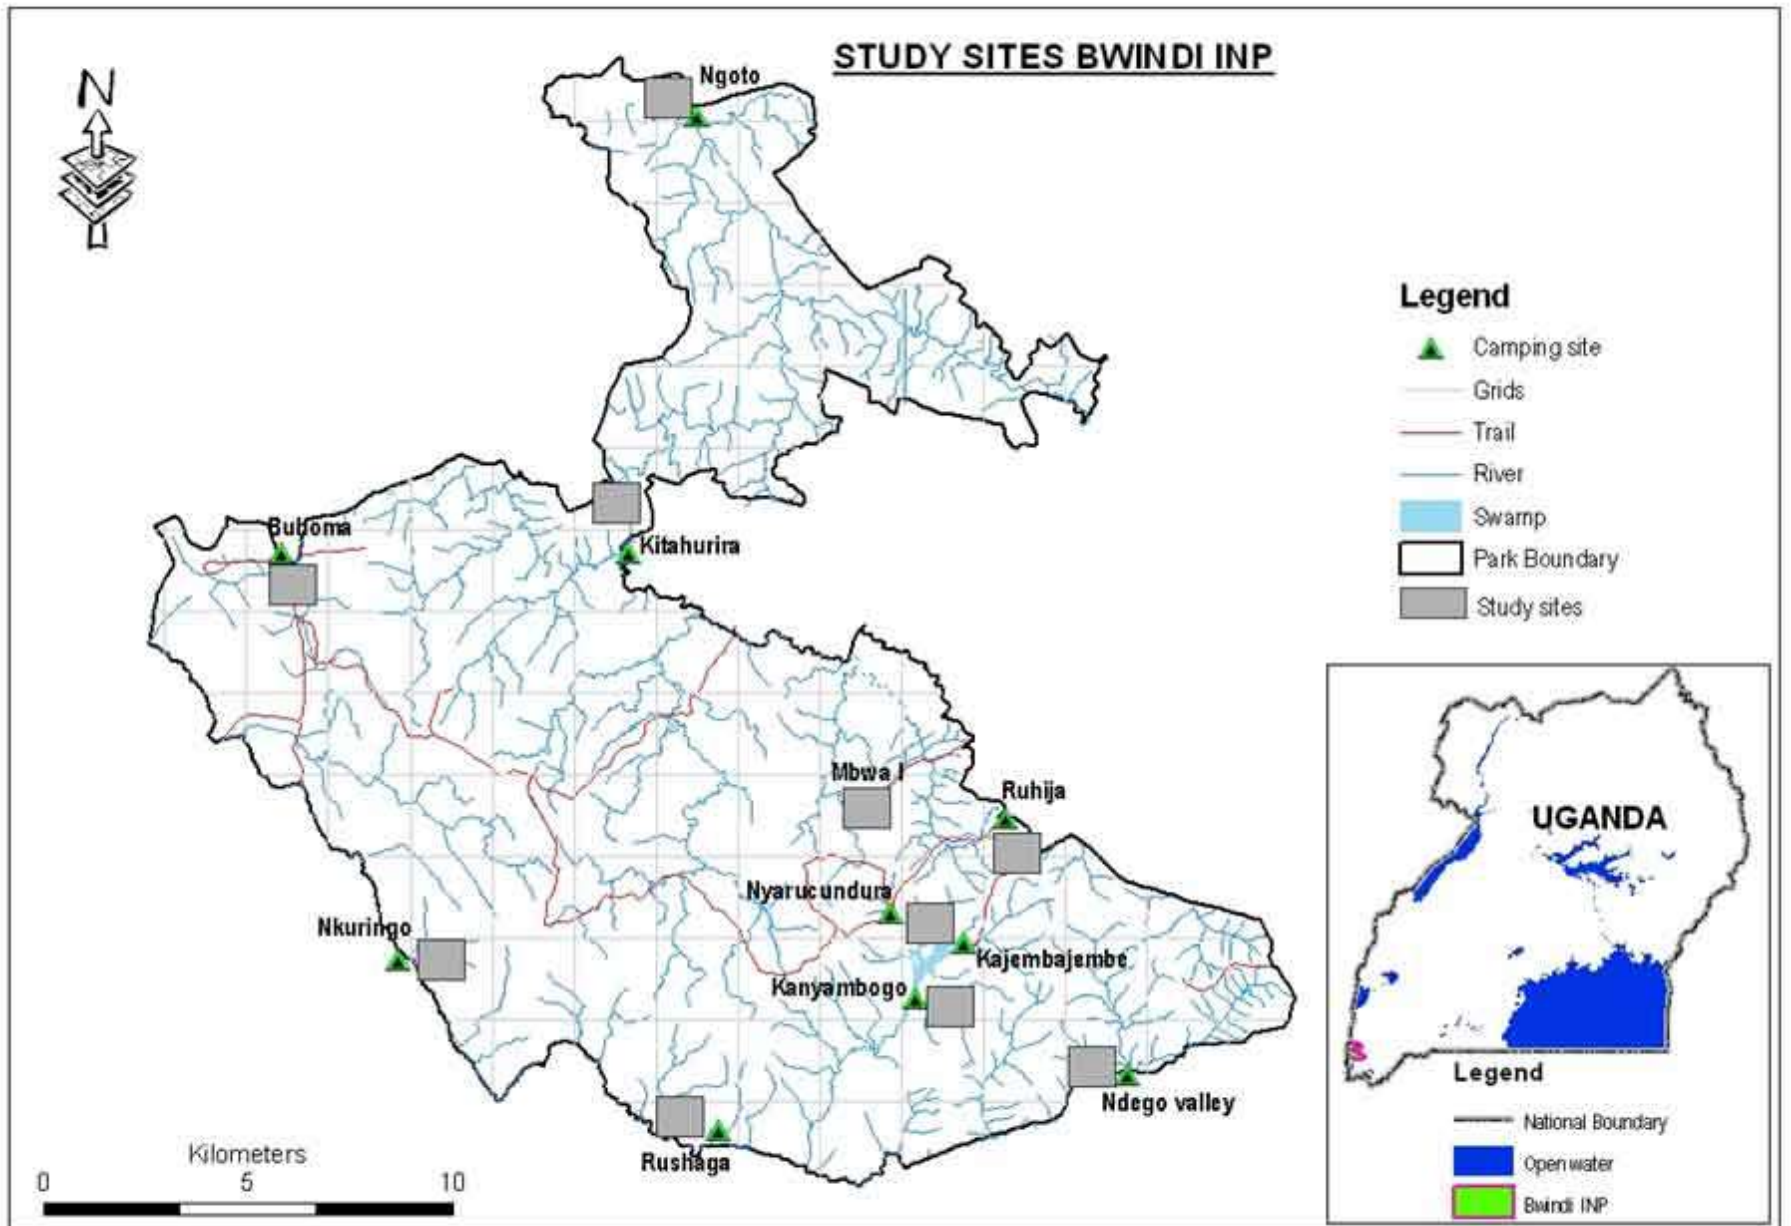 STUDY SITES BWINDI INP
N
Ngoto
Buhoma
Kitahurira
Mbwa I
Ruhija
Nyarucundura
Nkuringo
Kajembajembe
Kanyambogo
Ndego valley
Rushaga
Kilometers
0 5 10
Legend
Camping site
Grids
Trail
River
Swamp
Park Boundary
Study sites
UGANDA
Legend
National Boundary
Open water
Bwindi INP